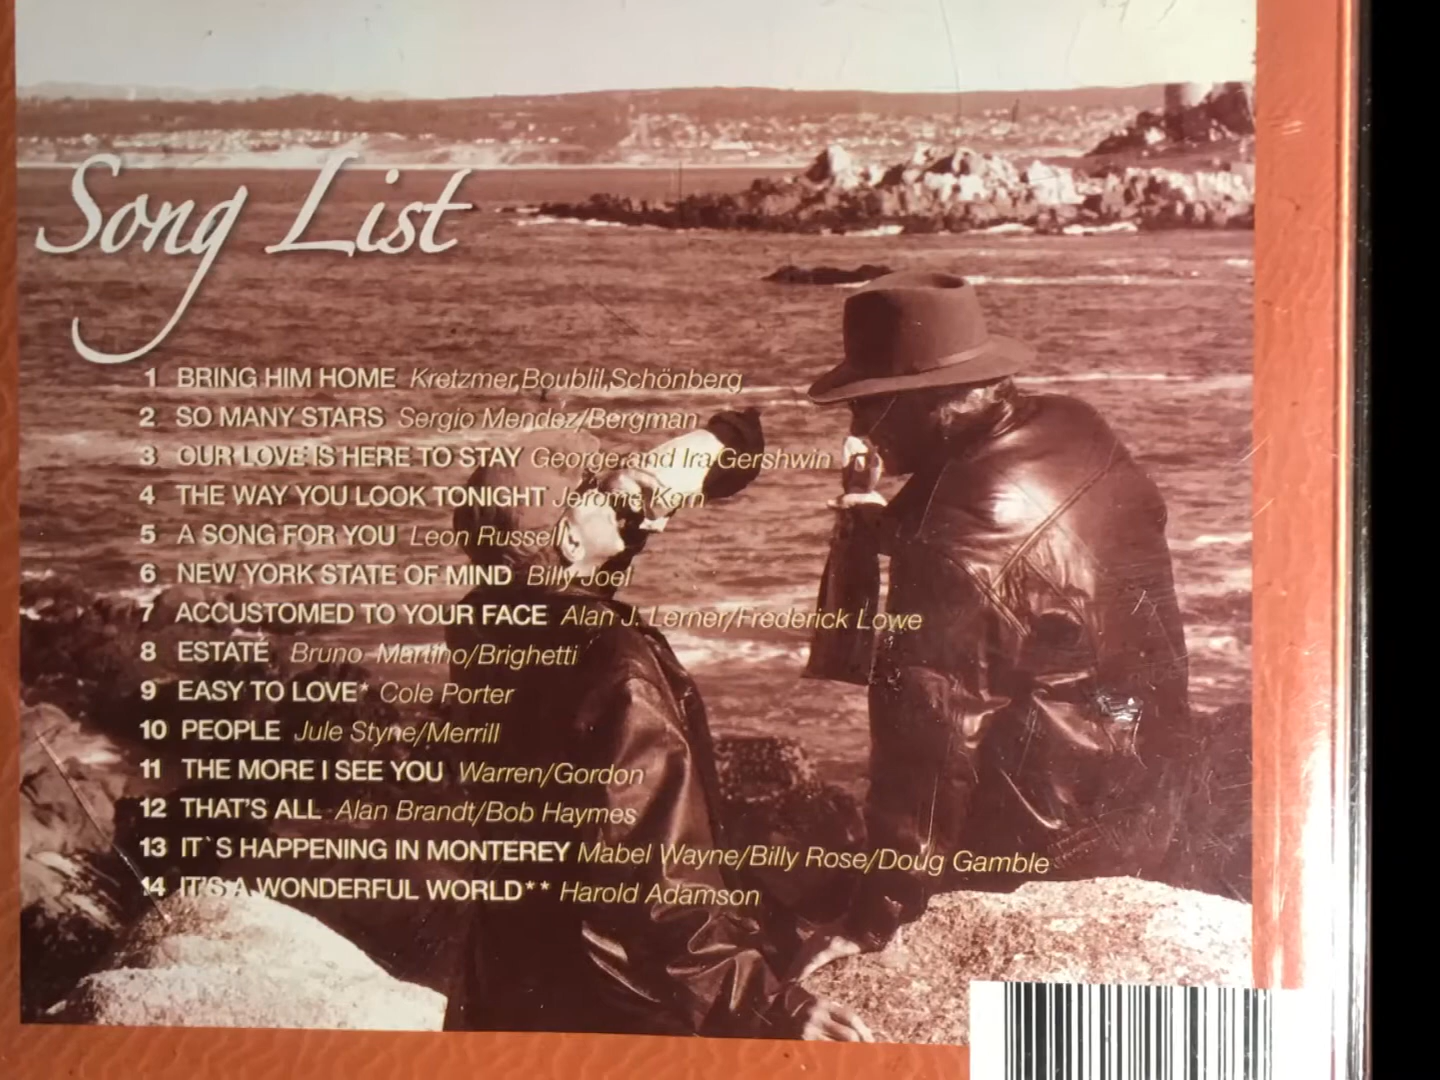 Song List
1 BRING HIM HOME Kretzmer,Boublil,Schönberg
2 SO MANY STARS Sergio Mendez/Bergman
3 OUR LOVE IS HERE TO STAY George and Ira Gershwin
4 THE WAY YOU LOOK TONIGHT Jerome Kern
5 A SONG FOR YOU Leon Russell
6 NEW YORK STATE OF MIND Billy Joel
7 ACCUSTOMED TO YOUR FACE Alan J. Lerner/Frederick Lowe
8 ESTATÉ Bruno Martino/Brighetti
9 EASY TO LOVE* Cole Porter
10 PEOPLE Jule Styne/Merrill
11 THE MORE I SEE YOU Warren/Gordon
12 THAT'S ALL Alan Brandt/Bob Haymes
13 IT`S HAPPENING IN MONTEREY Mabel Wayne/Billy Rose/Doug Gamble
14 IT'S A WONDERFUL WORLD** Harold Adamson